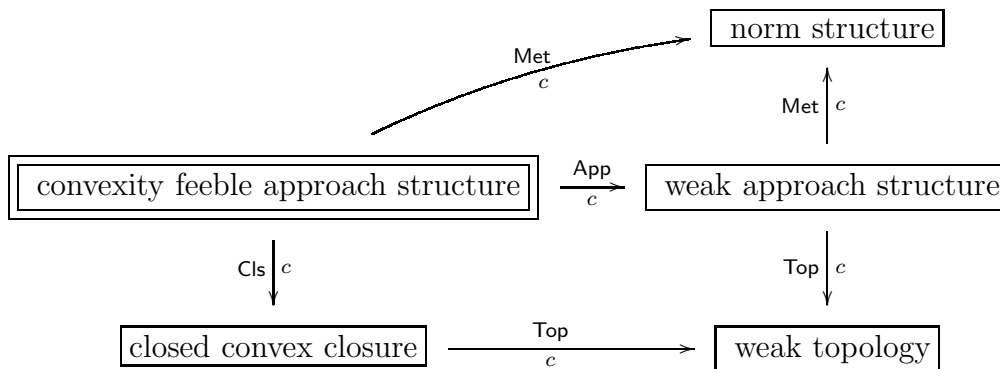 norm structure
Met
c
Met
c
convexity feeble approach structure
App
c
weak approach structure
Cls
c
Top
c
closed convex closure
Top
c
weak topology